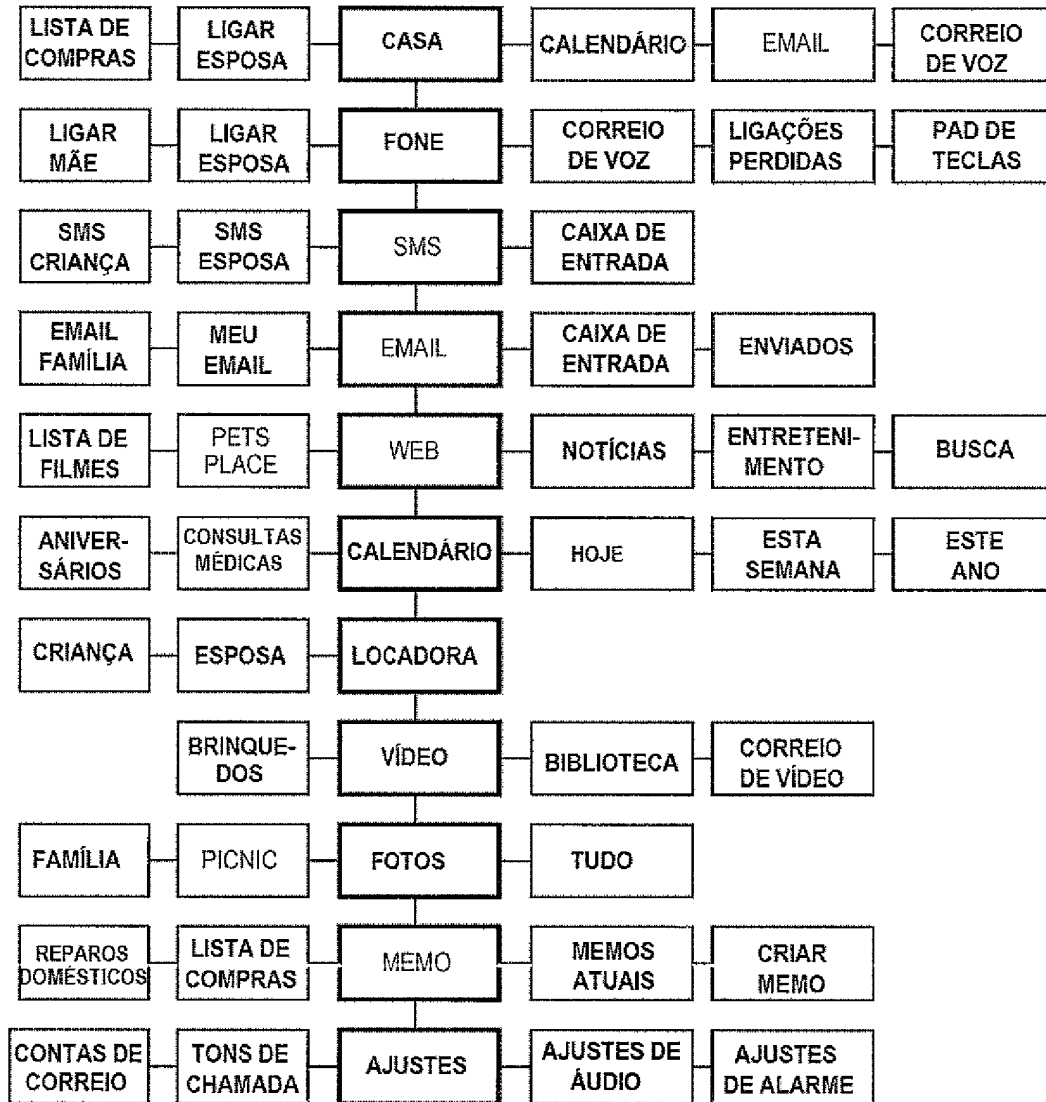 LISTA DE
COMPRAS
LIGAR
ESPOSA
CASA
CALENDÁRIO
EMAIL
CORREIO
DE VOZ
LIGAR
MÃE
LIGAR
ESPOSA
FONE
CORREIO
DE VOZ
LIGAÇÕES
PERDIDAS
PAD DE
TECLAS
SMS
CRIANÇA
SMS
ESPOSA
SMS
CAIXA DE
ENTRADA
EMAIL
FAMÍLIA
MEU
EMAIL
EMAIL
CAIXA DE
ENTRADA
ENVIADOS
LISTA DE
FILMES
PETS
PLACE
WEB
NOTÍCIAS
ENTRETENI-
MENTO
BUSCA
ANIVER-
SÁRIOS
CONSULTAS
MÉDICAS
CALENDÁRIO
HOJE
ESTA
SEMANA
ESTE
ANO
CRIANÇA
ESPOSA
LOCADORA
BRINQUE-
DOS
VÍDEO
BIBLIOTECA
CORREIO
DE VÍDEO
FAMÍLIA
PICNIC
FOTOS
TUDO
REPAROS
DOMÉSTICOS
LISTA DE
COMPRAS
MEMO
MEMOS
ATUAIS
CRIAR
MEMO
CONTAS DE
CORREIO
TONS DE
CHAMADA
AJUSTES
AJUSTES DE
ÁUDIO
AJUSTES
DE ALARME